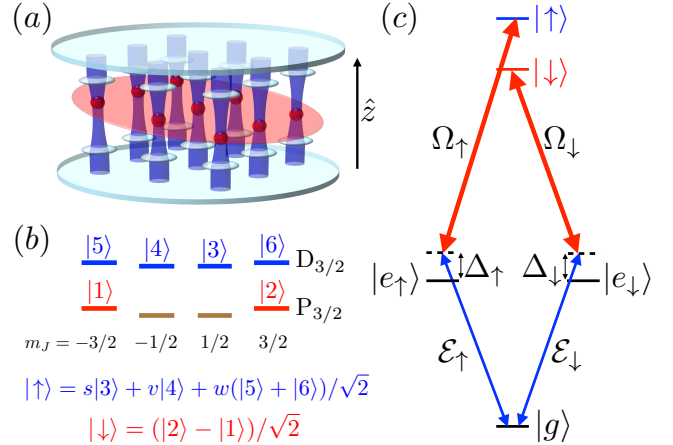 (a)
ẑ
(b)
|5⟩ |4⟩ |3⟩ |6⟩
D₃/₂
|1⟩ |2⟩
P₃/₂
m_J = −3/2 −1/2 1/2 3/2
|↑⟩ = s|3⟩ + v|4⟩ + w(|5⟩ + |6⟩)/√2
|↓⟩ = (|2⟩ − |1⟩)/√2
(c)
|↑⟩
|↓⟩
Ω↑ Ω↓
|e↑⟩ Δ↑ Δ↓ |e↓⟩
ℰ↑ ℰ↓
|g⟩